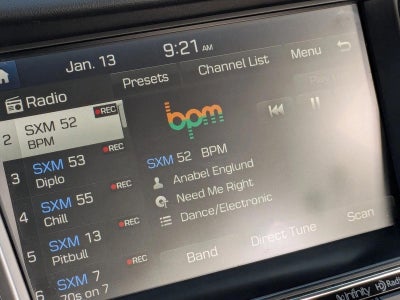 Jan. 13
9:21 AM
Radio
Presets
Channel List
Menu
2
SXM 52
REC
BPM
3
SXM 53
REC
Diplo
4
SXM 55
REC
Chill
5
SXM 13
REC
Pitbull
6
SXM 7
REC
70s on 7
bpm
SXM 52 BPM
Anabel Englund
Need Me Right
Dance/Electronic
Band
Direct Tune
Scan
Infinity
HD Radio